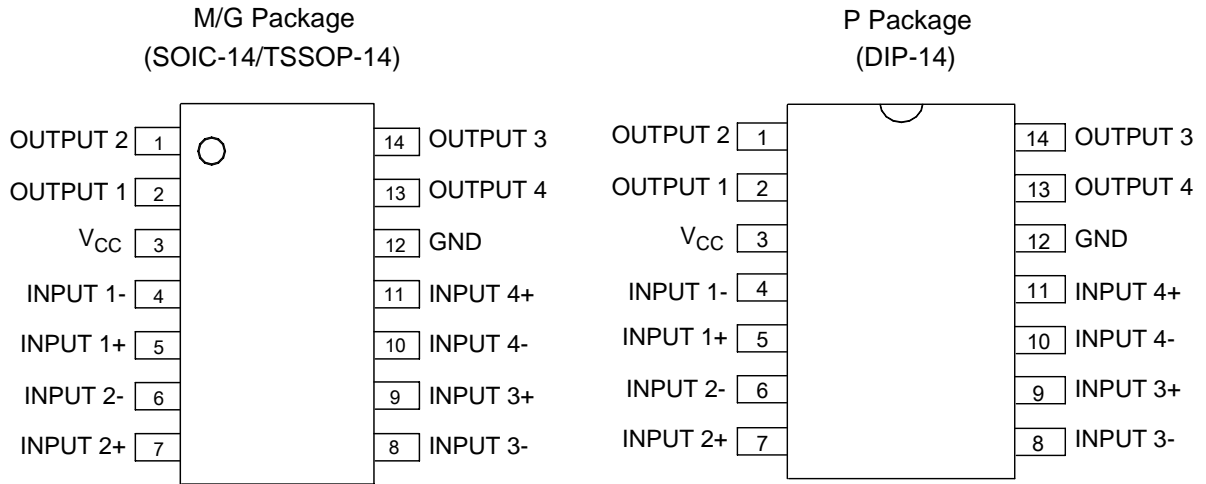 M/G Package
(SOIC-14/TSSOP-14)
OUTPUT 2 1 14 OUTPUT 3
OUTPUT 1 2 13 OUTPUT 4
VCC 3 12 GND
INPUT 1- 4 11 INPUT 4+
INPUT 1+ 5 10 INPUT 4-
INPUT 2- 6 9 INPUT 3+
INPUT 2+ 7 8 INPUT 3-
P Package
(DIP-14)
OUTPUT 2 1 14 OUTPUT 3
OUTPUT 1 2 13 OUTPUT 4
VCC 3 12 GND
INPUT 1- 4 11 INPUT 4+
INPUT 1+ 5 10 INPUT 4-
INPUT 2- 6 9 INPUT 3+
INPUT 2+ 7 8 INPUT 3-